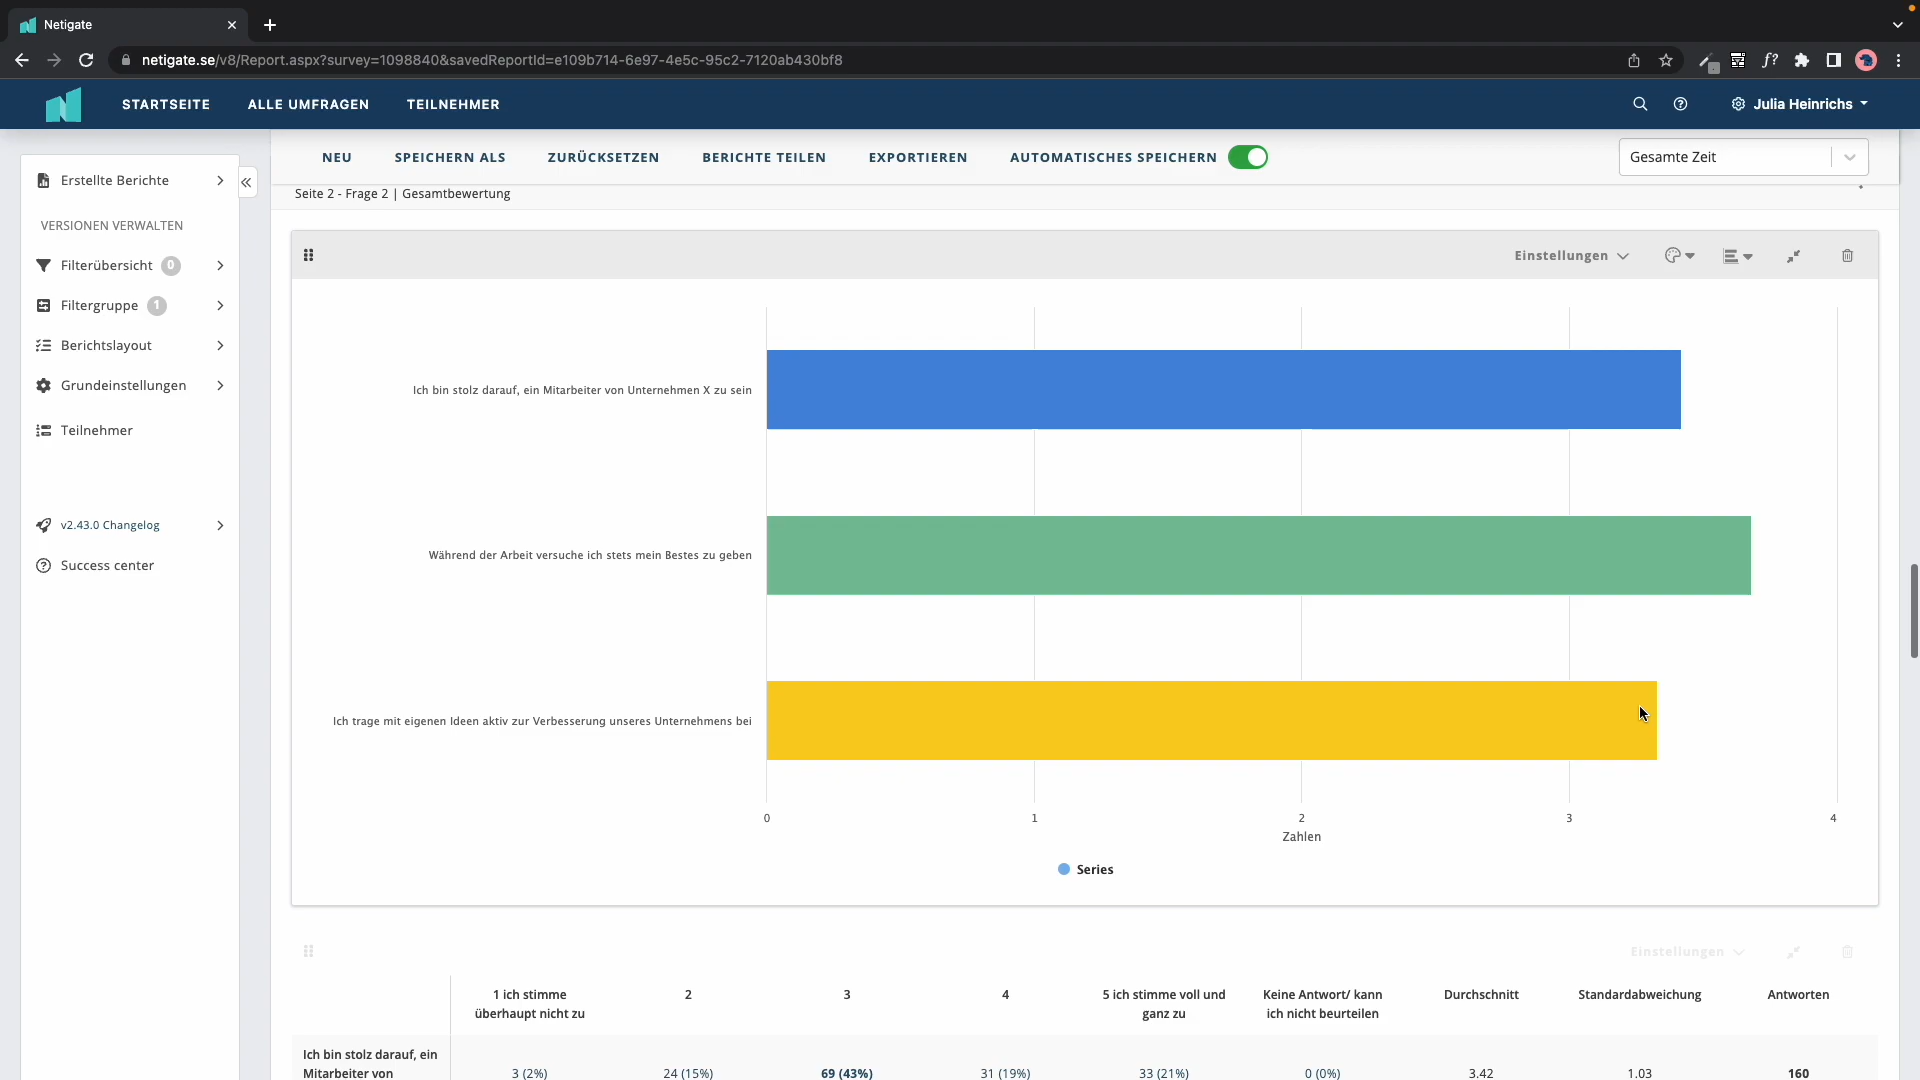 Netigate
netigate.se/v8/Report.aspx?survey=1098840&savedReportId=e109b714-6e97-4e5c-95c2-7120ab430bf8
STARTSEITE ALLE UMFRAGEN TEILNEHMER Julia Heinrichs
NEU SPEICHERN ALS ZURÜCKSETZEN BERICHTE TEILEN EXPORTIEREN AUTOMATISCHES SPEICHERN Gesamte Zeit
Erstellte Berichte
VERSIONEN VERWALTEN
Filterübersicht 0
Filtergruppe 1
Berichtslayout
Grundeinstellungen
Teilnehmer
v2.43.0 Changelog
Success center
Seite 2 - Frage 2 | Gesamtbewertung
Einstellungen
Ich bin stolz darauf, ein Mitarbeiter von Unternehmen X zu sein
Während der Arbeit versuche ich stets mein Bestes zu geben
Ich trage mit eigenen Ideen aktiv zur Verbesserung unseres Unternehmens bei
0 1 2 3 4
Zahlen
Series
Einstellungen
1 ich stimme überhaupt nicht zu 2 3 4 5 ich stimme voll und ganz zu Keine Antwort/ kann ich nicht beurteilen Durchschnitt Standardabweichung Antworten
Ich bin stolz darauf, ein
Mitarbeiter von 3 (2%) 24 (15%) 69 (43%) 31 (19%) 33 (21%) 0 (0%) 3.42 1.03 160